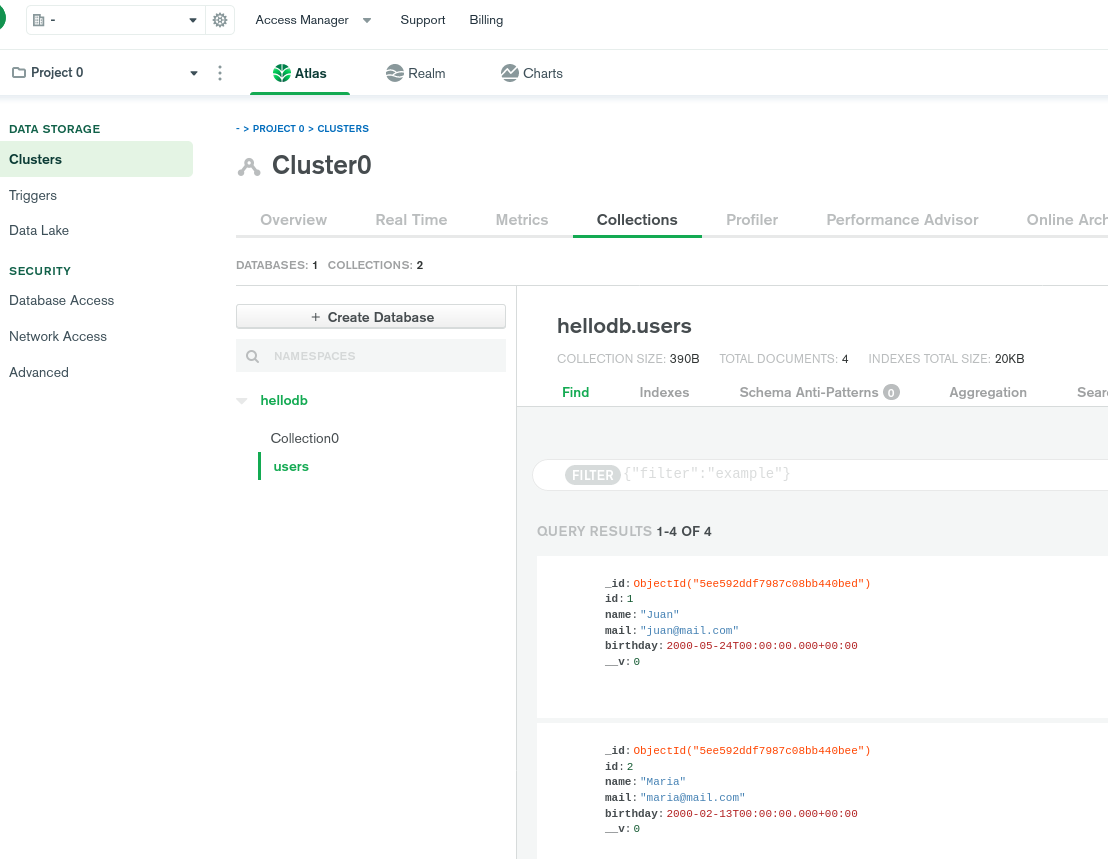 -
Access Manager
Support
Billing
Project 0
Atlas
Realm
Charts
DATA STORAGE
Clusters
Triggers
Data Lake
SECURITY
Database Access
Network Access
Advanced
- > PROJECT 0 > CLUSTERS
Cluster0
Overview
Real Time
Metrics
Collections
Profiler
Performance Advisor
Online Arch
DATABASES: 1 COLLECTIONS: 2
+ Create Database
NAMESPACES
hellodb
Collection0
users
hellodb.users
COLLECTION SIZE: 390B TOTAL DOCUMENTS: 4 INDEXES TOTAL SIZE: 20KB
Find
Indexes
Schema Anti-Patterns 0
Aggregation
Sear
FILTER {"filter":"example"}
QUERY RESULTS 1-4 OF 4
_id: ObjectId("5ee592ddf7987c08bb440bed")
id: 1
name: "Juan"
mail: "juan@mail.com"
birthday: 2000-05-24T00:00:00.000+00:00
__v: 0
_id: ObjectId("5ee592ddf7987c08bb440bee")
id: 2
name: "Maria"
mail: "maria@mail.com"
birthday: 2000-02-13T00:00:00.000+00:00
__v: 0